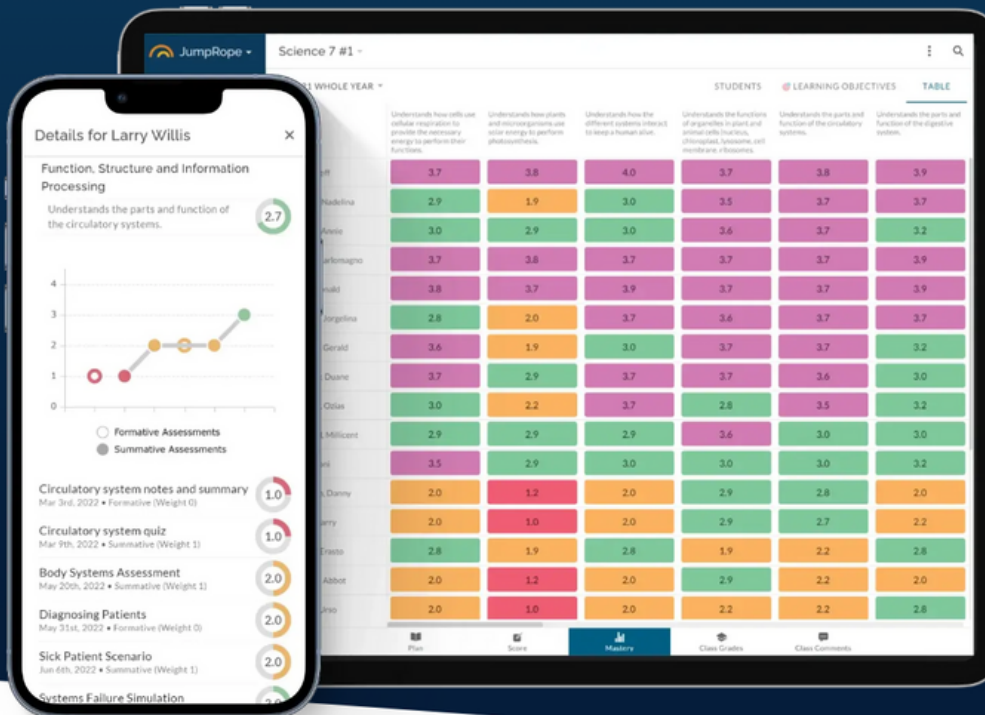 Details for Larry Willis
Function, Structure and Information
Processing
Understands the parts and function of
the circulatory systems.
2.7
4
3
2
1
0
Formative Assessments
Summative Assessments
Circulatory system notes and summary
Mar 3rd, 2022 • Formative (Weight 0)
1.0
Circulatory system quiz
Mar 9th, 2022 • Summative (Weight 1)
1.0
Body Systems Assessment
May 20th, 2022 • Summative (Weight 1)
2.0
Diagnosing Patients
May 31st, 2022 • Formative (Weight 0)
2.0
Sick Patient Scenario
Jun 6th, 2022 • Summative (Weight 1)
2.0
Systems Failure Simulation
JumpRope
Science 7 #1
WHOLE YEAR
STUDENTS
LEARNING OBJECTIVES
TABLE
Understands how cells use
cellular respiration to
provide the necessary
energy to perform their
functions.
Understands how plants
and microorganisms use
solar energy to perform
photosynthesis.
Understands how the
different systems interact
to keep a human alive.
Understands the functions
of organelles in plant and
animal cells (nucleus,
chloroplast, lysosome, cell
membrane, ribosomes.
Understands the parts and
function of the circulatory
systems.
Understands the parts and
function of the digestive
system.
3.7 3.8 4.0 3.7 3.8 3.9
Nadelina 2.9 1.9 3.0 3.5 3.7 3.7
Annie 3.0 2.9 3.0 3.6 3.7 3.2
arlomagno 3.7 3.8 3.7 3.7 3.7 3.9
nald 3.8 3.7 3.9 3.7 3.7 3.9
Jorgelina 2.8 2.0 3.7 3.6 3.7 3.7
Gerald 3.6 1.9 3.0 3.7 3.7 3.2
Duane 3.7 2.9 3.7 3.7 3.6 3.0
Ozias 3.0 2.2 3.7 2.8 3.5 3.2
Millicent 2.9 2.9 2.9 3.6 3.0 3.0
3.5 2.9 3.0 3.0 3.0 3.2
Danny 2.0 1.2 2.0 2.9 2.8 2.0
arry 2.0 1.0 2.0 2.9 2.7 2.2
Erasto 2.8 1.9 2.8 1.9 2.2 2.8
Abbot 2.0 1.2 2.0 2.9 2.2 2.0
2.0 1.0 2.0 2.2 2.2 2.8
Plan
Score
Mastery
Class Grades
Class Comments